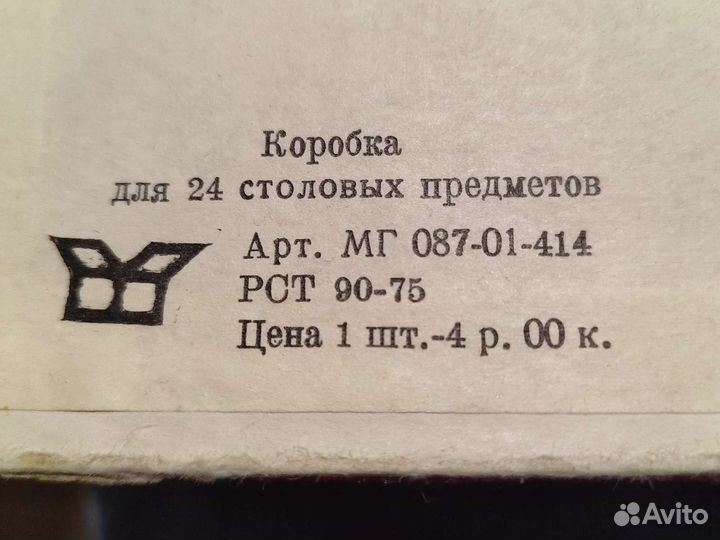 Коробка
для 24 столовых предметов
Арт. МГ 087-01-414
РСТ 90-75
Цена 1 шт.-4 р. 00 к.
Avito